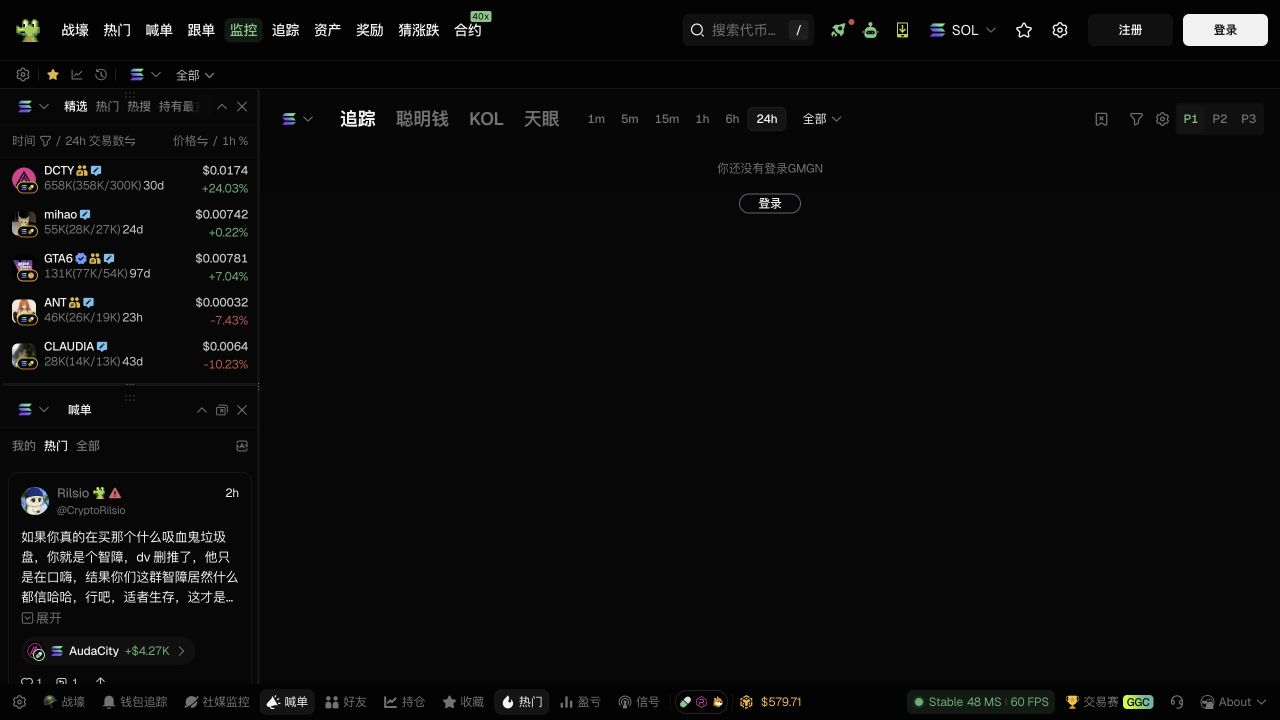 40x
战壕 热门 喊单 跟单 监控 追踪 资产 奖励 猜涨跌 合约 搜索代币... / SOL 注册 登录
全部
精选 热门 热搜 持有最
时间 / 24h 交易数 价格 / 1h %
DCTY $0.0174
658K(358K/300K) 30d +24.03%
mihao $0.00742
55K(28K/27K) 24d +0.22%
GTA6 $0.00781
131K(77K/54K) 97d +7.04%
ANT $0.00032
46K(26K/19K) 23h -7.43%
CLAUDIA $0.0064
28K(14K/13K) 43d -10.23%
喊单
我的 热门 全部
Rilsio 2h
@CryptoRilsio
如果你真的在买那个什么吸血鬼垃圾
盘，你就是个智障，dv 删推了，他只
是在口嗨，结果你们这群智障居然什么
都信哈哈，行吧，适者生存，这才是...
展开
AudaCity +$4.27K
1 1
追踪 聪明钱 KOL 天眼 1m 5m 15m 1h 6h 24h 全部 P1 P2 P3
你还没有登录GMGN
登录
战壕 钱包追踪 社媒监控 喊单 好友 持仓 收藏 热门 盈亏 信号 $579.71 Stable 48 MS 60 FPS 交易赛 GGC About